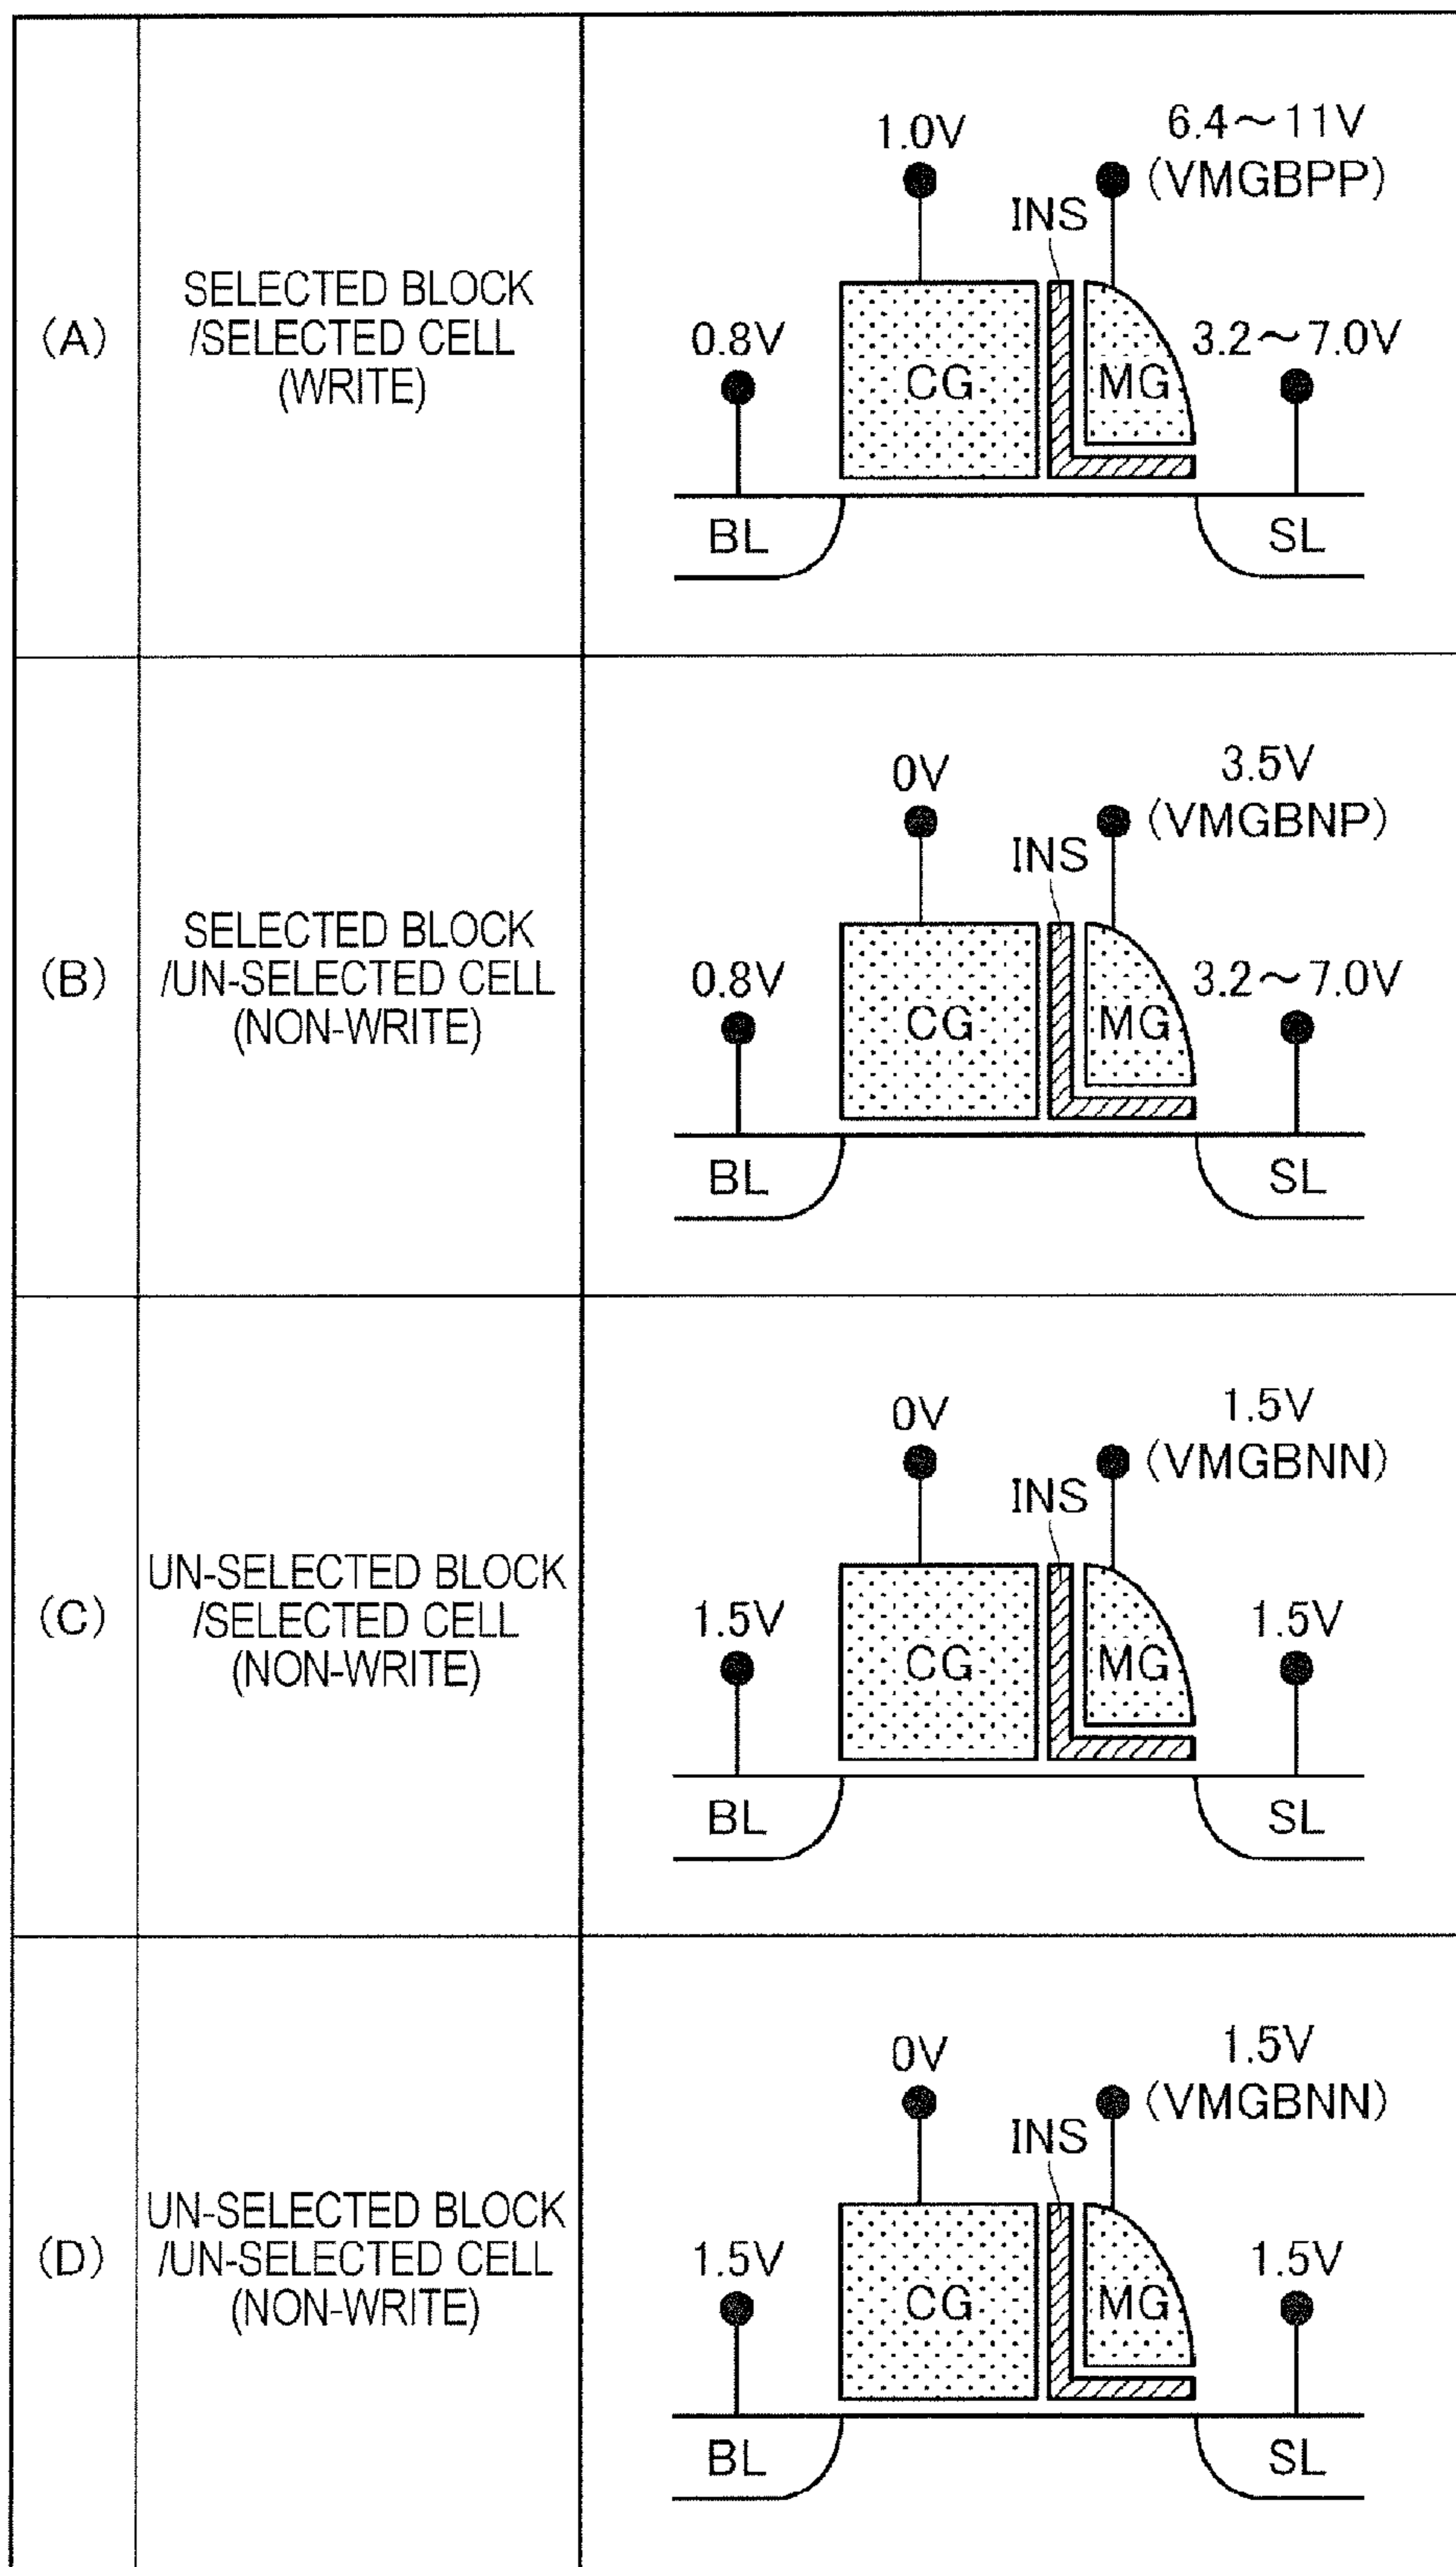 (A)
SELECTED BLOCK
/SELECTED CELL
(WRITE)
1.0V
6.4～11V
(VMGBPP)
INS
0.8V
CG
MG
3.2～7.0V
BL
SL
(B)
SELECTED BLOCK
/UN-SELECTED CELL
(NON-WRITE)
0V
3.5V
(VMGBNP)
INS
0.8V
CG
MG
3.2～7.0V
BL
SL
(C)
UN-SELECTED BLOCK
/SELECTED CELL
(NON-WRITE)
0V
1.5V
(VMGBNN)
INS
1.5V
CG
MG
1.5V
BL
SL
(D)
UN-SELECTED BLOCK
/UN-SELECTED CELL
(NON-WRITE)
0V
1.5V
(VMGBNN)
INS
1.5V
CG
MG
1.5V
BL
SL